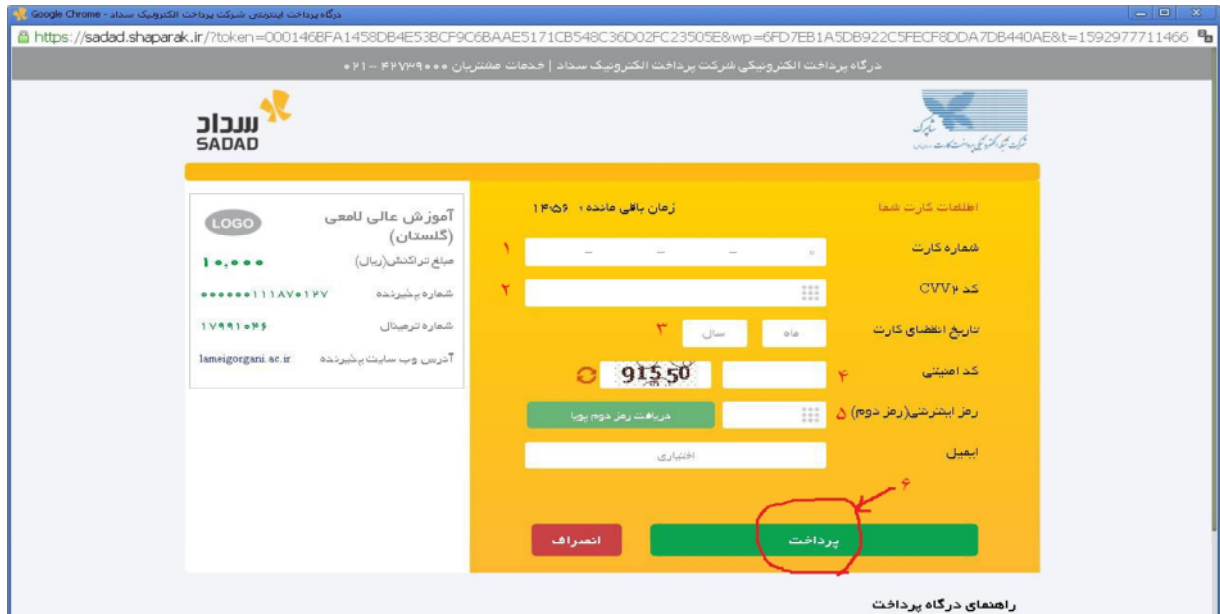 درگاه پرداخت اینترنتی شرکت پرداخت الکترونیک سداد - Google Chrome
https://sadad.shaparak.ir/?token=000146BFA1458DB4E53BCF9C6BAAE5171CB548C36D02FC23505E&wp=6FD7EB1A5DB922C5FECF8DDA7DB440AE&t=1592977711466
درگاه پرداخت الکترونیکی شرکت پرداخت الکترونیک سداد | خدمات مشتریان ۴۲۷۳۹۰۰۰ – ۰۲۱
شاپرک
سداد
SADAD
اطلاعات کارت شما
زمان باقی مانده : ۱۴:۵۶
شماره کارت
۱
کد CVV۲
۲
تاریخ انقضای کارت
ماه
سال
۳
کد امنیتی
۴
91550
رمز اینترنتی(رمز دوم)
۵
دریافت رمز دوم پویا
ایمیل
اختیاری
۶
پرداخت
انصراف
آموزش عالی لامعی
(گلستان)
LOGO
مبلغ تراکنش(ریال)
۱۰,۰۰۰
شماره پذیرنده
۰۰۰۰۰۰۱۱۱۸۷۰۱۲۷
شماره ترمینال
۱۷۹۹۱۰۴۶
آدرس وب سایت پذیرنده
lameigorgani.ac.ir
راهنمای درگاه پرداخت